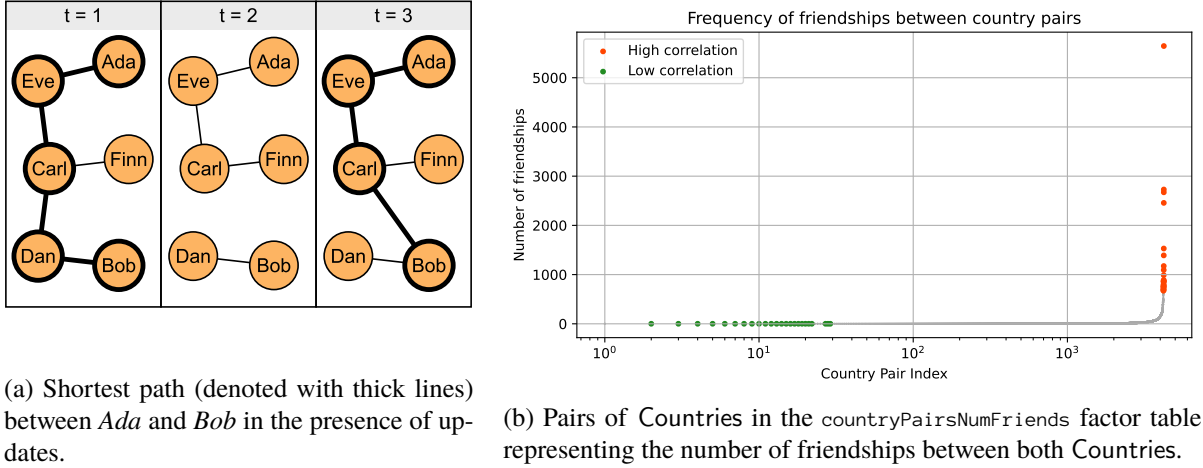 t = 1
t = 2
t = 3
Ada
Eve
Carl
Finn
Dan
Bob
Ada
Eve
Carl
Finn
Dan
Bob
Ada
Eve
Carl
Finn
Dan
Bob
(a) Shortest path (denoted with thick lines)
between Ada and Bob in the presence of up-
dates.
Frequency of friendships between country pairs
High correlation
Low correlation
Number of friendships
5000
4000
3000
2000
1000
0
10⁰
10¹
10²
10³
Country Pair Index
(b) Pairs of Countries in the countryPairsNumFriends factor table
representing the number of friendships between both Countries.